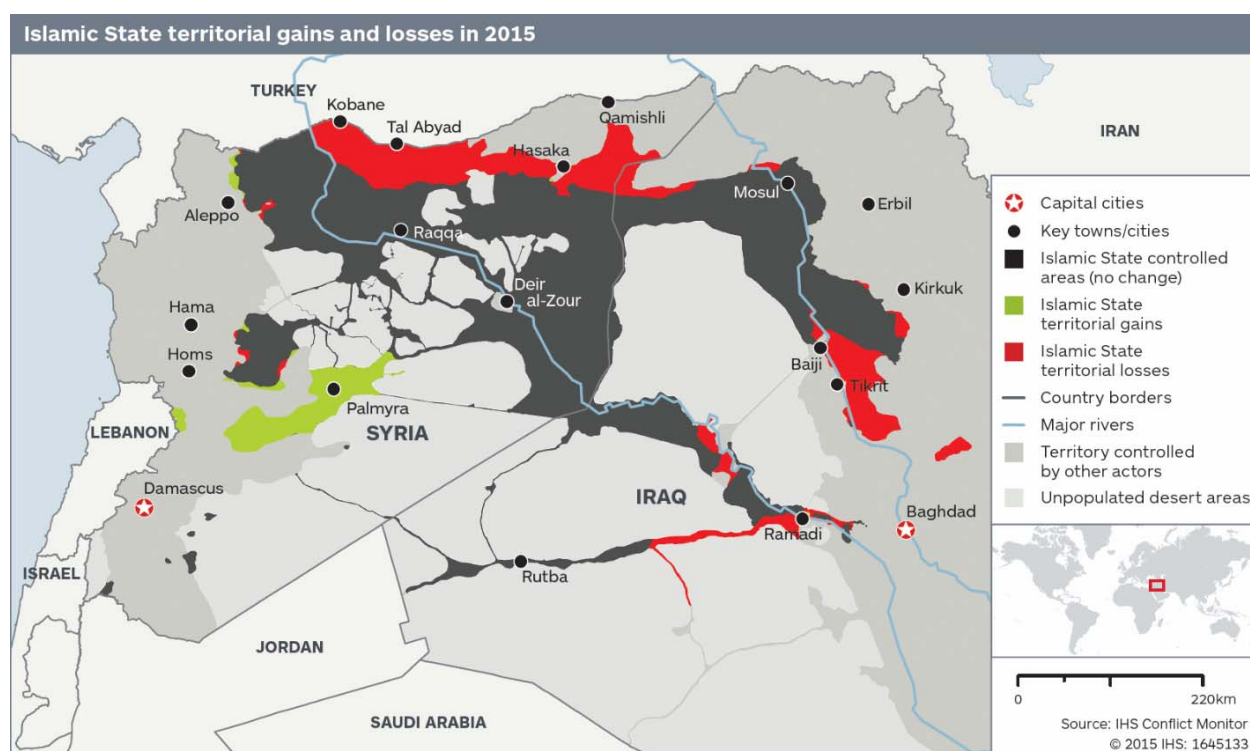 Islamic State territorial gains and losses in 2015
TURKEY
Kobane
Tal Abyad
Qamishli
Hasaka
IRAN
Mosul
Erbil
Aleppo
Raqqa
Deir
al-Zour
Kirkuk
Hama
Homs
Baiji
Tikrit
Palmyra
LEBANON
SYRIA
Damascus
IRAQ
Ramadi
Baghdad
ISRAEL
Rutba
JORDAN
SAUDI ARABIA
Capital cities
Key towns/cities
Islamic State controlled
areas (no change)
Islamic State
territorial gains
Islamic State
territorial losses
Country borders
Major rivers
Territory controlled
by other actors
Unpopulated desert areas
0
220km
Source: IHS Conflict Monitor
© 2015 IHS: 1645133